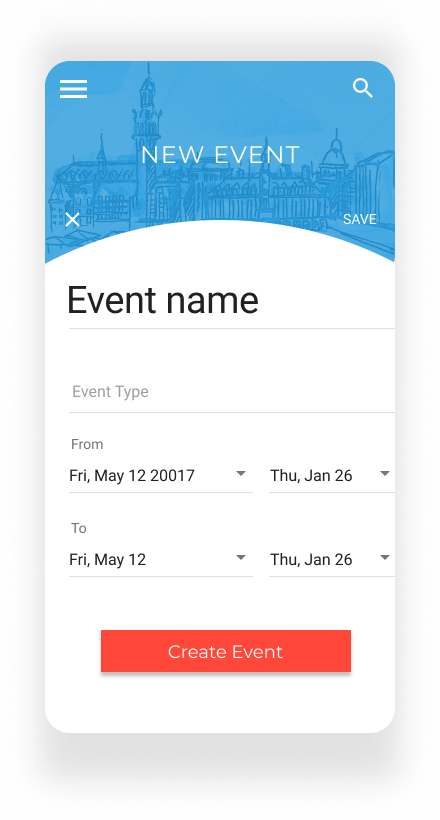 NEW EVENT
SAVE
Event name
Event Type
From
Fri, May 12 20017 Thu, Jan 26
To
Fri, May 12 Thu, Jan 26
Create Event